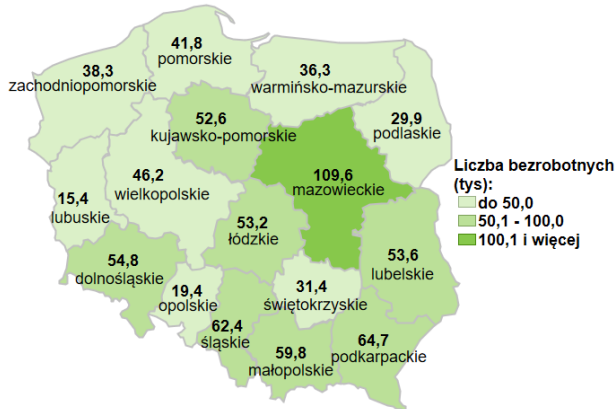 41,8
pomorskie
38,3
zachodniopomorskie
36,3
warmińsko-mazurskie
52,6
kujawsko-pomorskie
29,9
podlaskie
109,6
mazowieckie
46,2
wielkopolskie
15,4
lubuskie
53,2
łódzkie
53,6
lubelskie
54,8
dolnośląskie
19,4
opolskie
31,4
świętokrzyskie
62,4
śląskie
59,8
małopolskie
64,7
podkarpackie
Liczba bezrobotnych
(tys):
do 50,0
50,1 - 100,0
100,1 i więcej